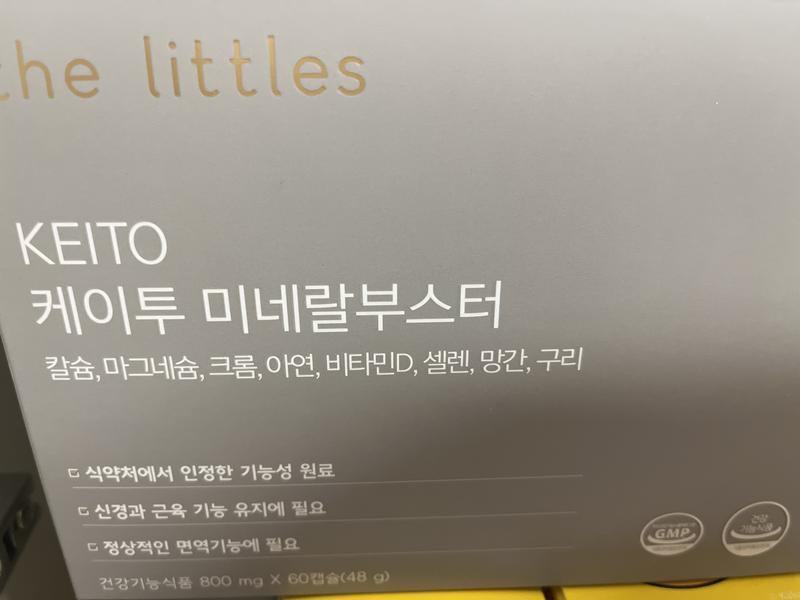 the littles
KEITO
케이투 미네랄부스터
칼슘, 마그네슘, 크롬, 아연, 비타민D, 셀렌, 망간, 구리
식약처에서 인정한 기능성 원료
신경과 근육 기능 유지에 필요
정상적인 면역기능에 필요
GMP
건강
기능식품
건강기능식품 800 mg X 60캡슐(48 g)